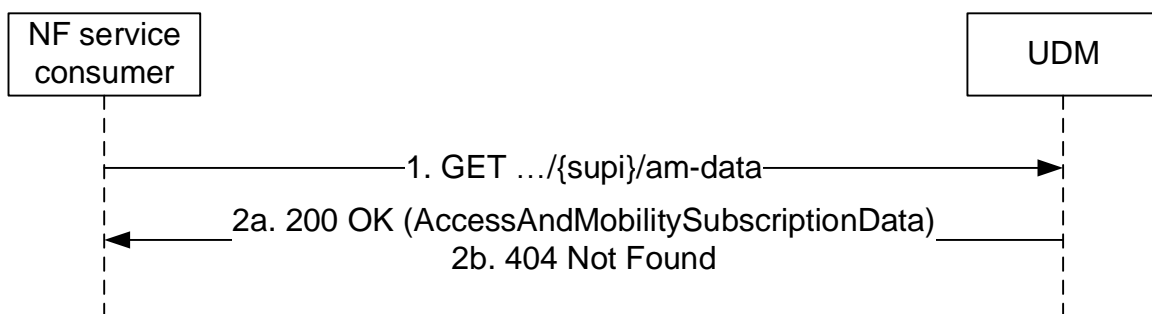 NF service
consumer
UDM
1. GET …/{supi}/am-data
2a. 200 OK (AccessAndMobilitySubscriptionData)
2b. 404 Not Found